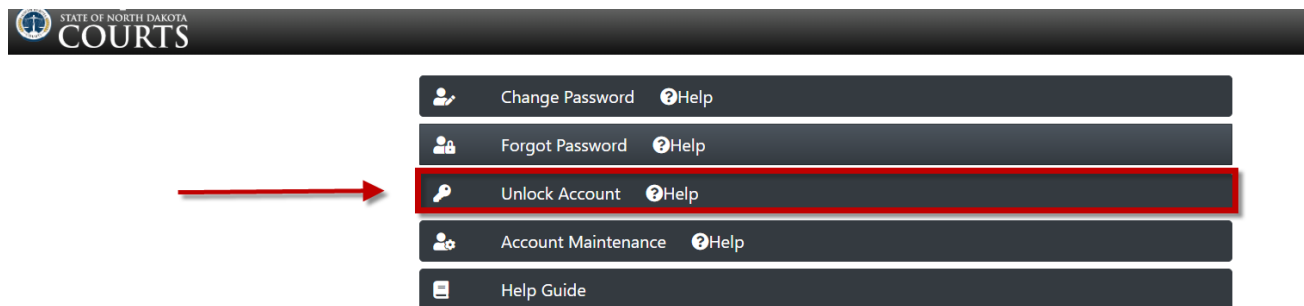 STATE OF NORTH DAKOTA
COURTS
Change Password ?Help
Forgot Password ?Help
Unlock Account ?Help
Account Maintenance ?Help
Help Guide